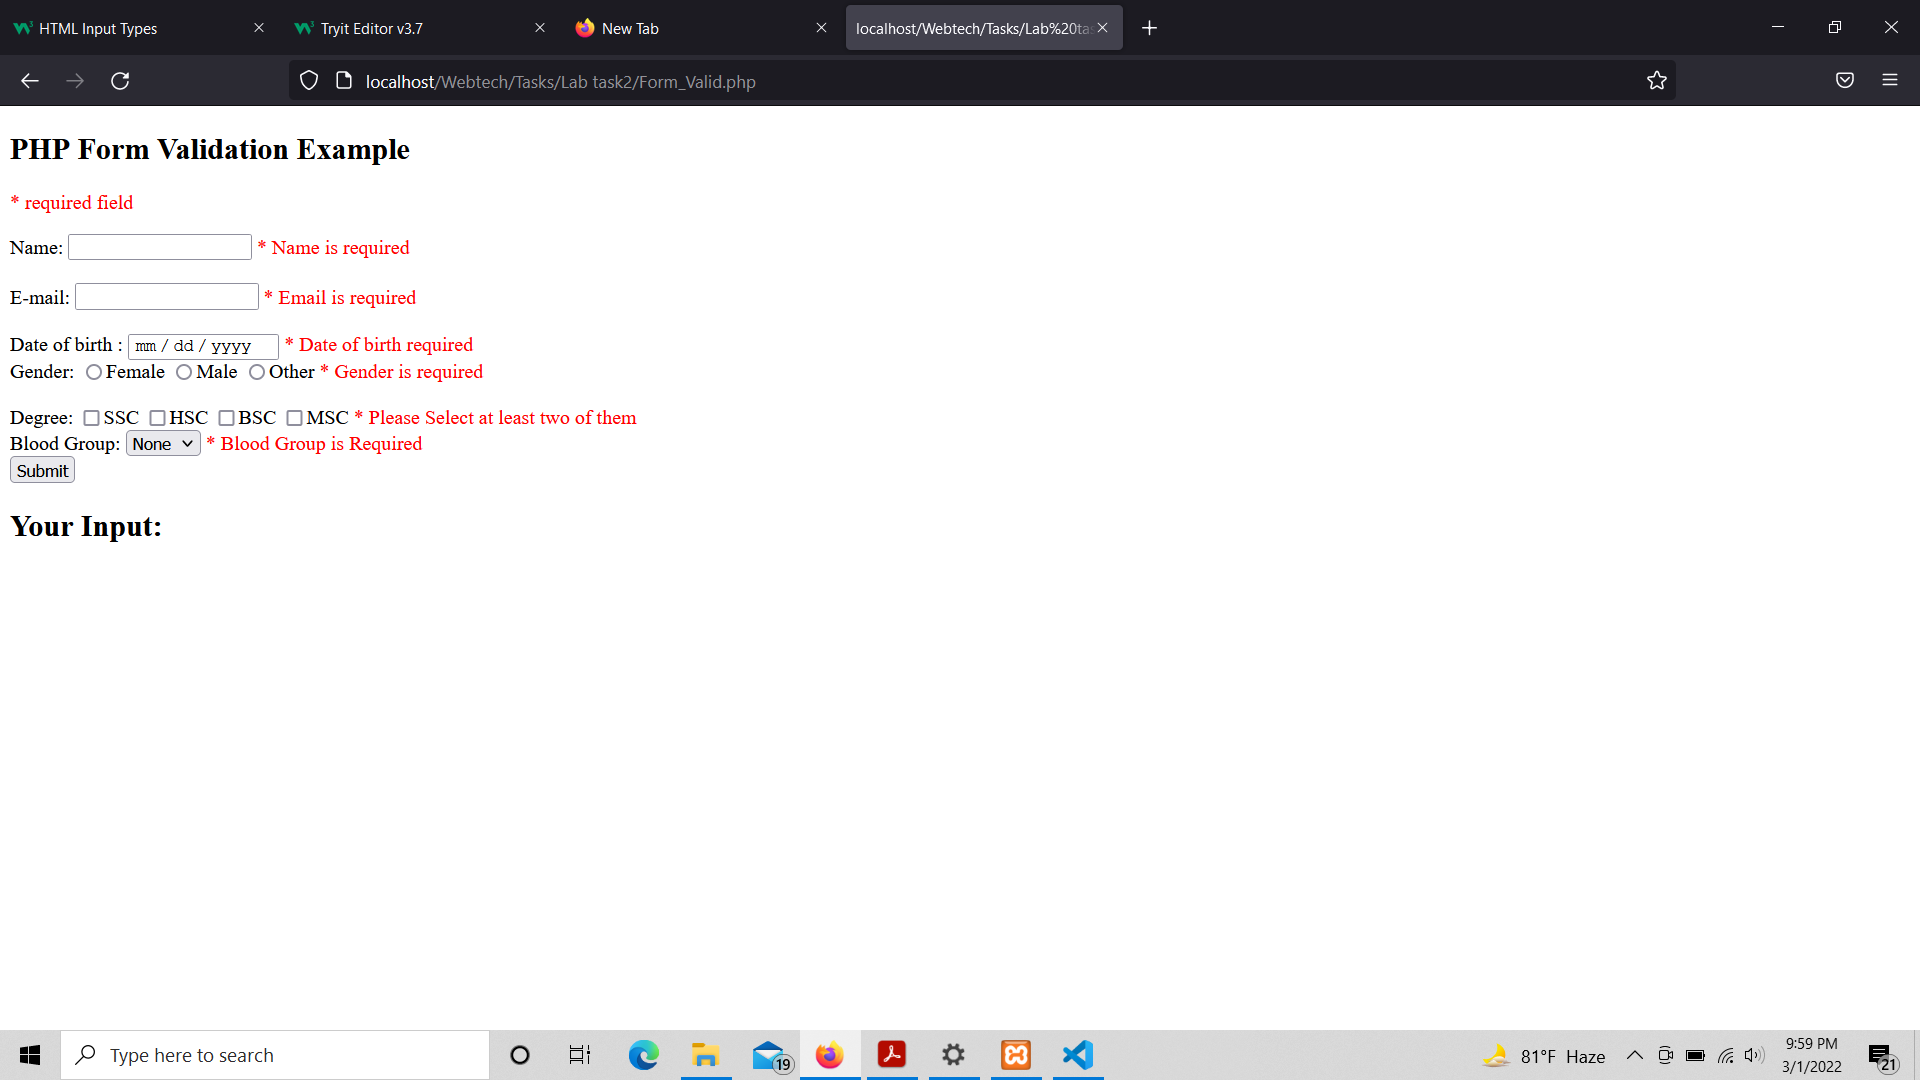 HTML Input Types
Tryit Editor v3.7
New Tab
localhost/Webtech/Tasks/Lab%20ta
localhost/Webtech/Tasks/Lab task2/Form_Valid.php
PHP Form Validation Example
* required field
Name: * Name is required
E-mail: * Email is required
Date of birth : mm / dd / yyyy * Date of birth required
Gender: Female Male Other * Gender is required
Degree: SSC HSC BSC MSC * Please Select at least two of them
Blood Group: None * Blood Group is Required
Submit
Your Input:
Type here to search
19
81°F Haze
9:59 PM
3/1/2022
21